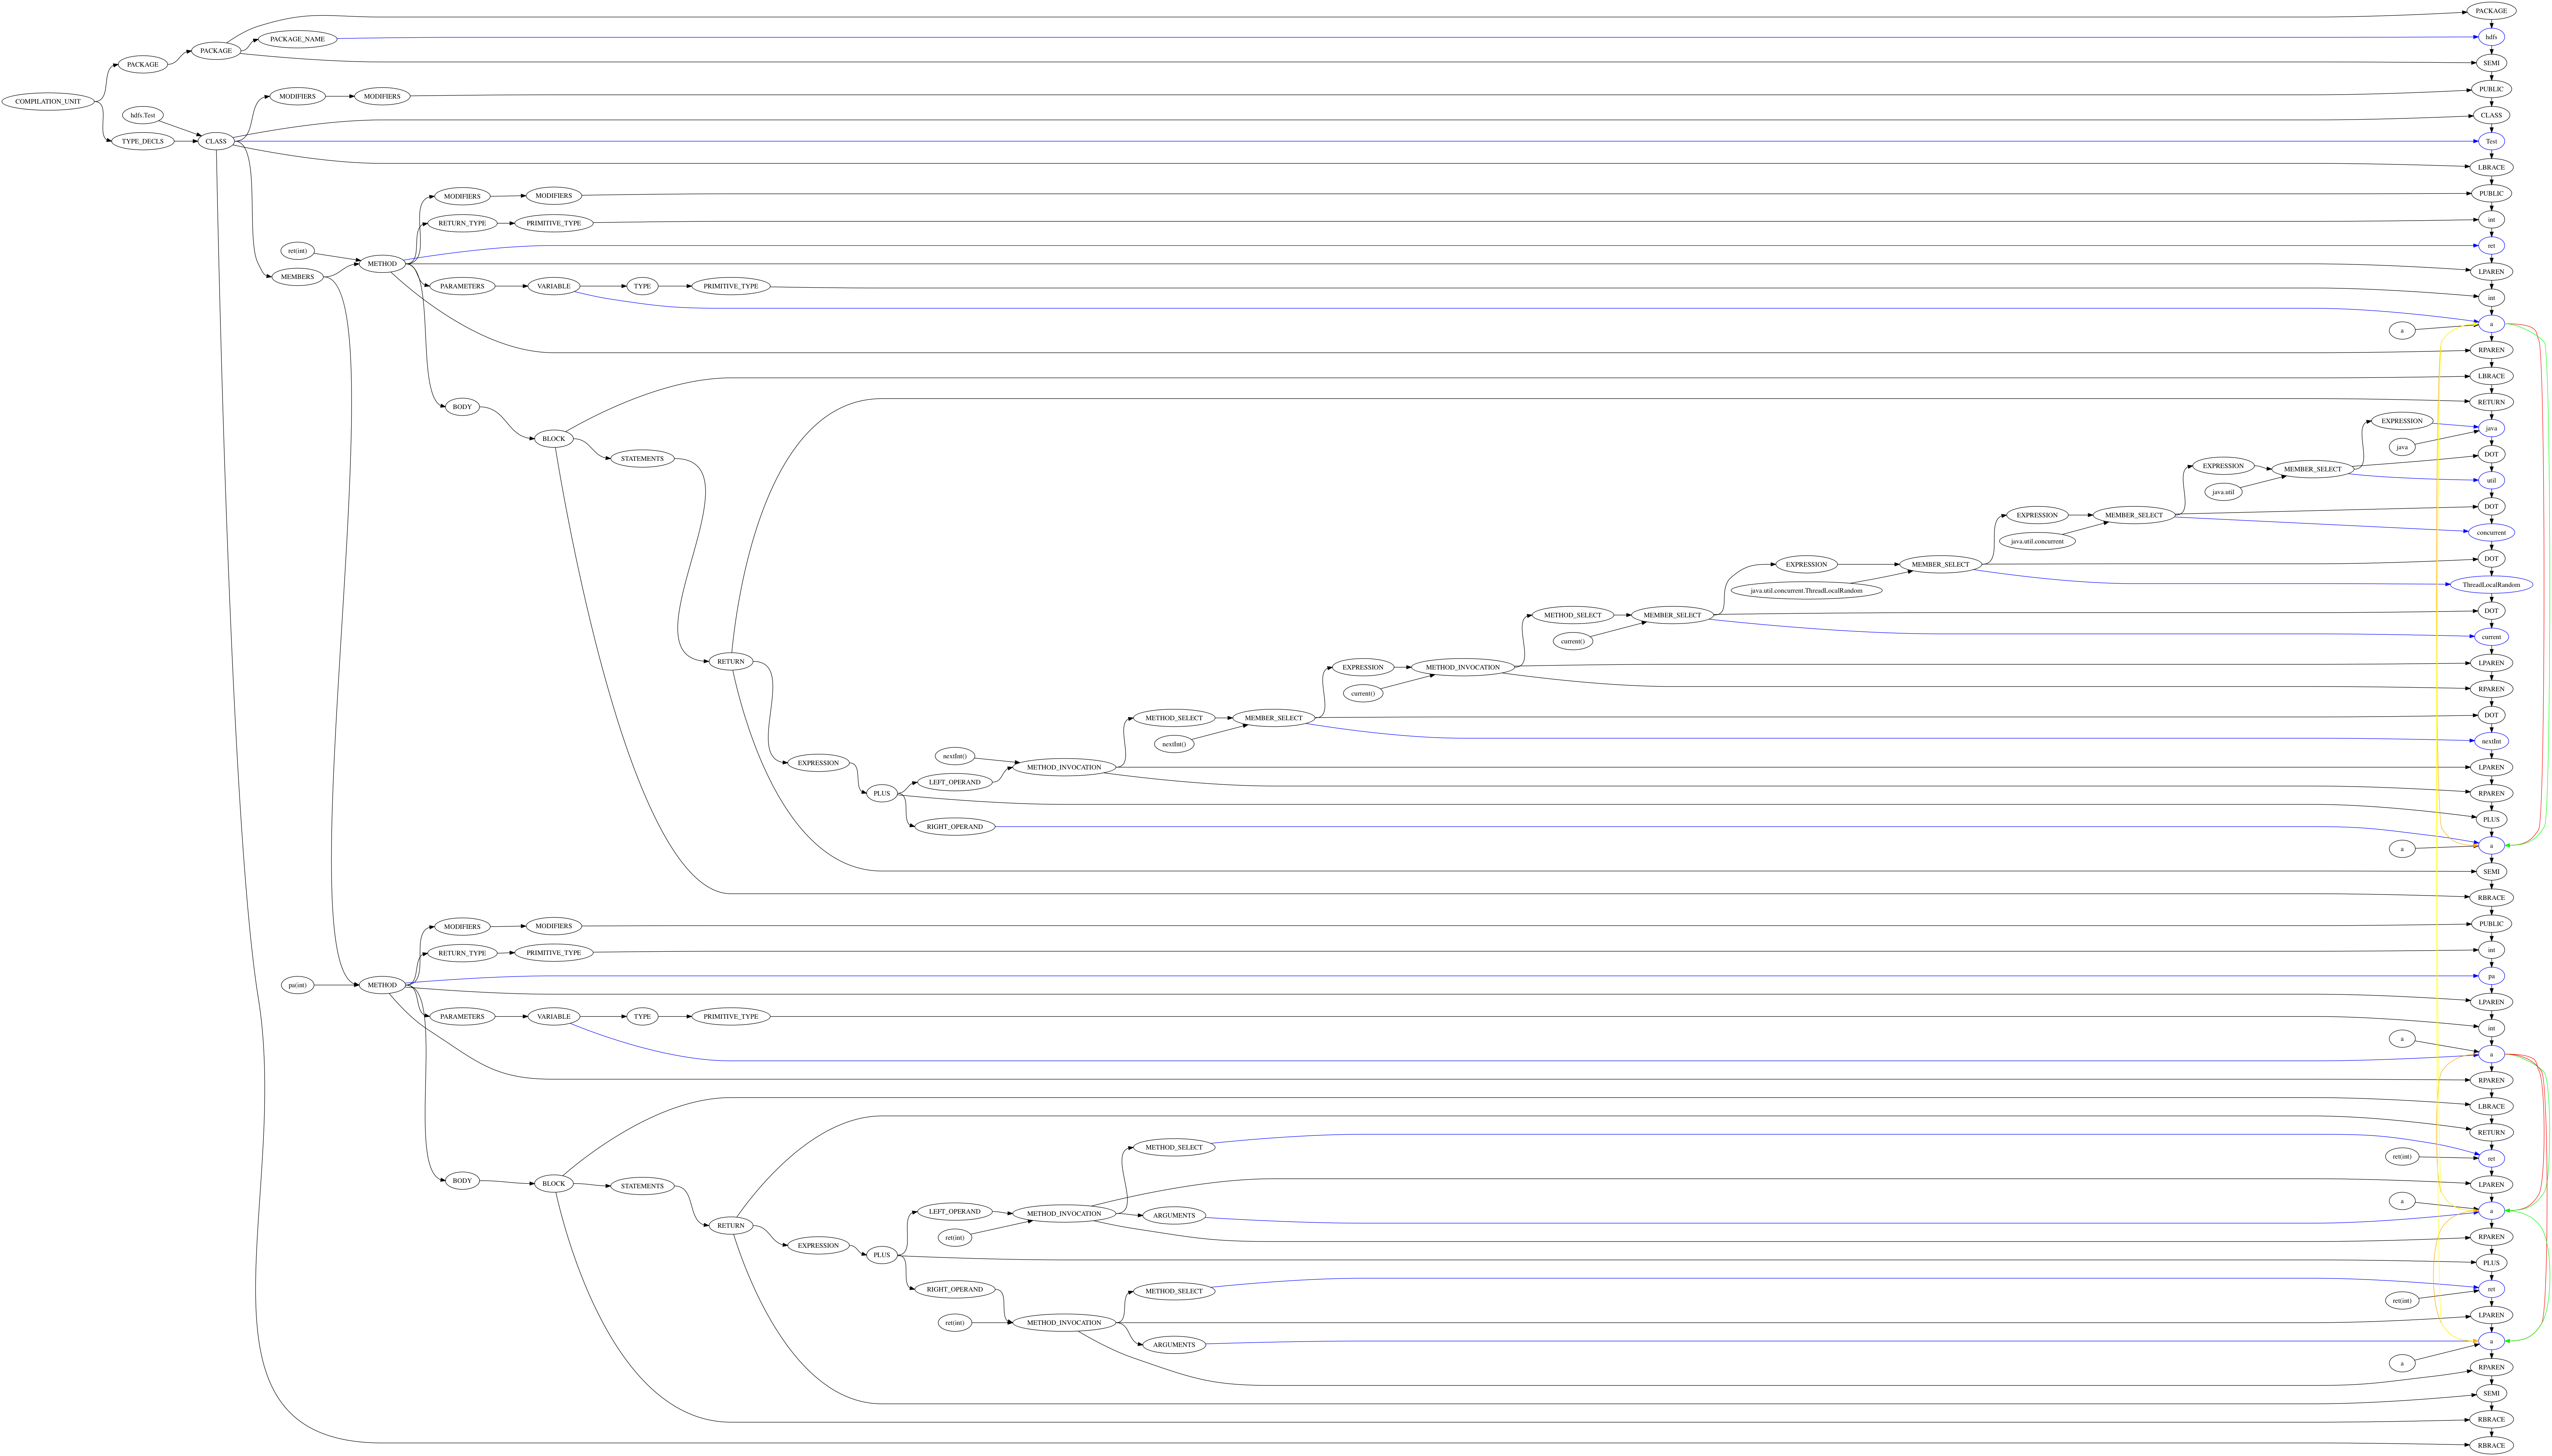 PACKAGE
PACKAGE_NAME
hdfs
PACKAGE
PACKAGE
SEMI
MODIFIERS
MODIFIERS
PUBLIC
COMPILATION_UNIT
hdfs.Test
CLASS
TYPE_DECLS
CLASS
Test
LBRACE
MODIFIERS
MODIFIERS
PUBLIC
RETURN_TYPE
PRIMITIVE_TYPE
int
ret(int)
ret
METHOD
LPAREN
MEMBERS
PARAMETERS
VARIABLE
TYPE
PRIMITIVE_TYPE
int
a
a
RPAREN
LBRACE
BODY
RETURN
EXPRESSION
java
BLOCK
java
DOT
STATEMENTS
EXPRESSION
MEMBER_SELECT
util
java.util
DOT
EXPRESSION
MEMBER_SELECT
concurrent
java.util.concurrent
DOT
EXPRESSION
MEMBER_SELECT
ThreadLocalRandom
java.util.concurrent.ThreadLocalRandom
DOT
METHOD_SELECT
MEMBER_SELECT
current
current()
RETURN
LPAREN
EXPRESSION
METHOD_INVOCATION
RPAREN
current()
METHOD_SELECT
MEMBER_SELECT
DOT
nextInt()
nextInt
nextInt()
EXPRESSION
METHOD_INVOCATION
LPAREN
LEFT_OPERAND
PLUS
RPAREN
PLUS
RIGHT_OPERAND
a
a
SEMI
RBRACE
MODIFIERS
MODIFIERS
PUBLIC
RETURN_TYPE
PRIMITIVE_TYPE
int
pa
pa(int)
METHOD
LPAREN
PARAMETERS
VARIABLE
TYPE
PRIMITIVE_TYPE
int
a
a
RPAREN
LBRACE
RETURN
METHOD_SELECT
ret(int)
ret
BODY
BLOCK
STATEMENTS
LPAREN
a
LEFT_OPERAND
METHOD_INVOCATION
ARGUMENTS
a
RETURN
ret(int)
RPAREN
EXPRESSION
PLUS
PLUS
RIGHT_OPERAND
METHOD_SELECT
ret
ret(int)
LPAREN
ret(int)
METHOD_INVOCATION
ARGUMENTS
a
a
RPAREN
SEMI
RBRACE
RBRACE